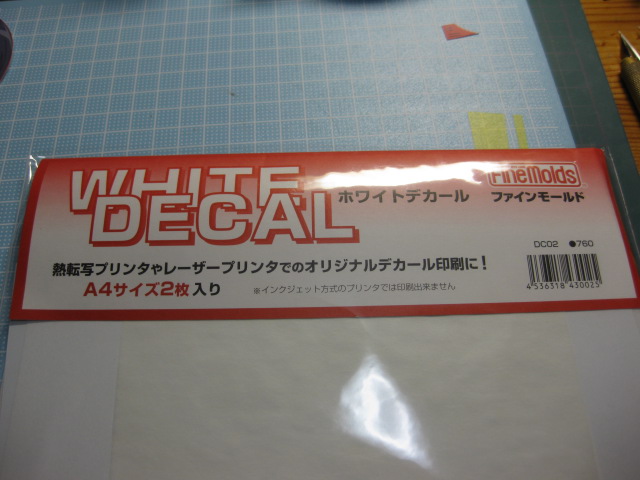 WHITE
DECAL
ホワイトデカール
FineMolds
ファインモールド
DC02 ●760
熱転写プリンタやレーザープリンタでのオリジナルデカール印刷に!
A4サイズ2枚入り
※インクジェット方式のプリンタでは印刷出来ません
4 536318 430025